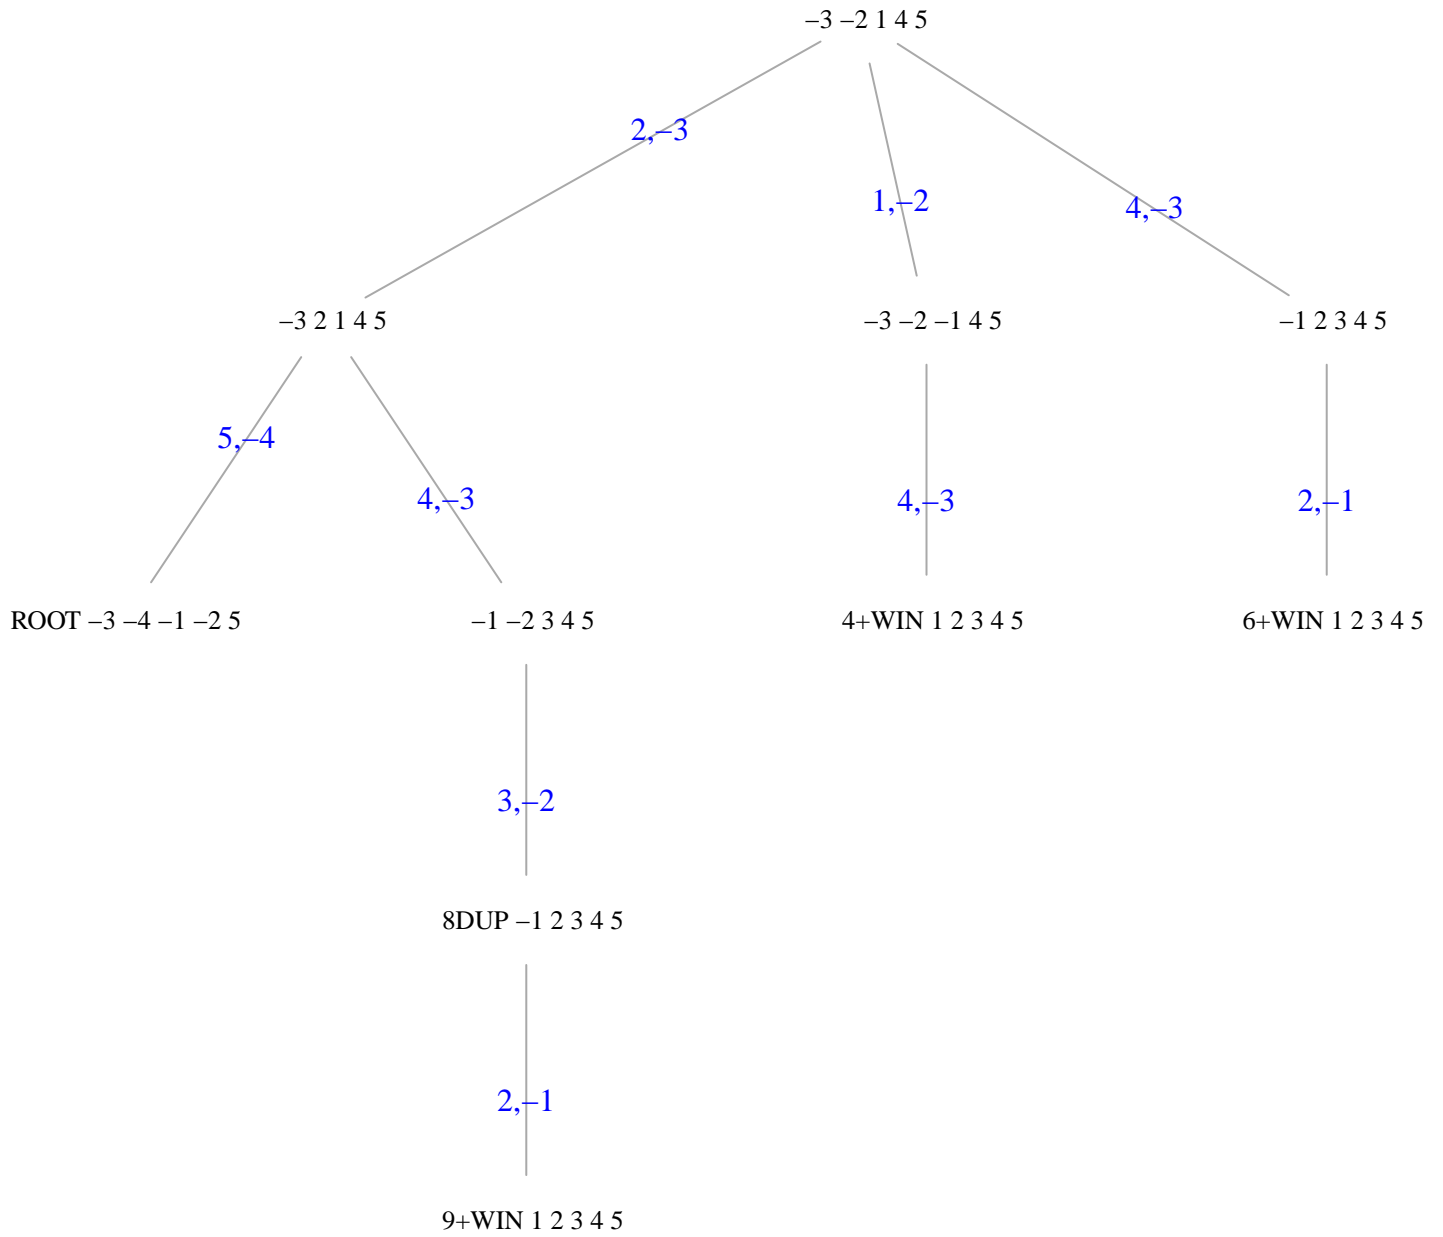 −3 −2 1 4 5
2,−3
1,−2
4,−3
−3 2 1 4 5
−3 −2 −1 4 5
−1 2 3 4 5
5,−4
4,−3
4,−3
2,−1
ROOT −3 −4 −1 −2 5
−1 −2 3 4 5
4+WIN 1 2 3 4 5
6+WIN 1 2 3 4 5
3,−2
8DUP −1 2 3 4 5
2,−1
9+WIN 1 2 3 4 5